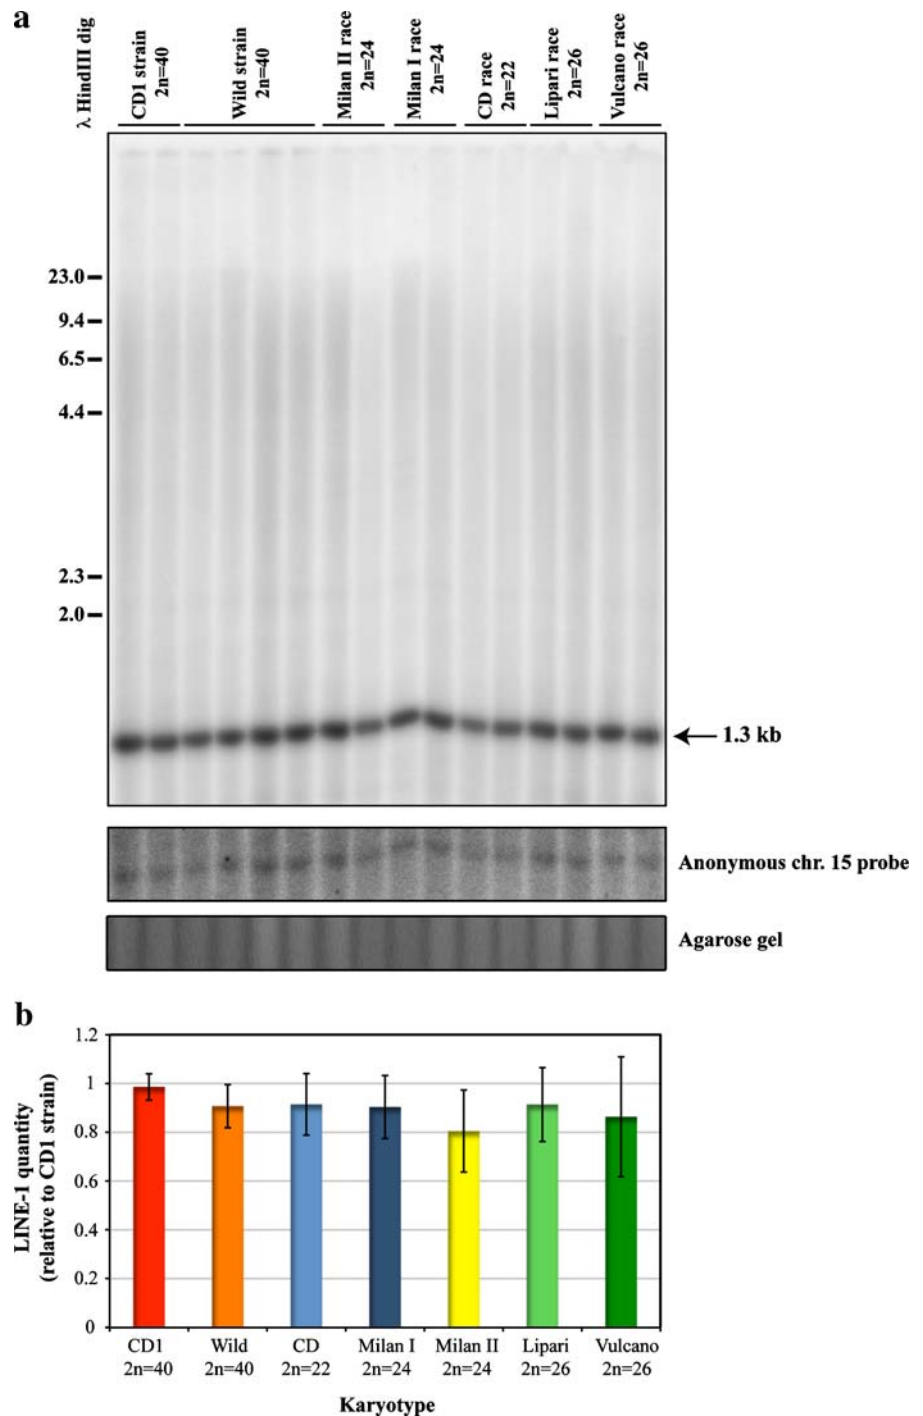 a
λ HindIII dig
CD1 strain
2n=40
Wild strain
2n=40
Milan II race
2n=24
Milan I race
2n=24
CD race
2n=22
Lipari race
2n=26
Vulcano race
2n=26
23.0
9.4
6.5
4.4
2.3
2.0
1.3 kb
Anonymous chr. 15 probe
Agarose gel
b
LINE-1 quantity
(relative to CD1 strain)
1.2
1
0.8
0.6
0.4
0.2
0
CD1 Wild CD Milan I Milan II Lipari Vulcano
2n=40 2n=40 2n=22 2n=24 2n=24 2n=26 2n=26
Karyotype